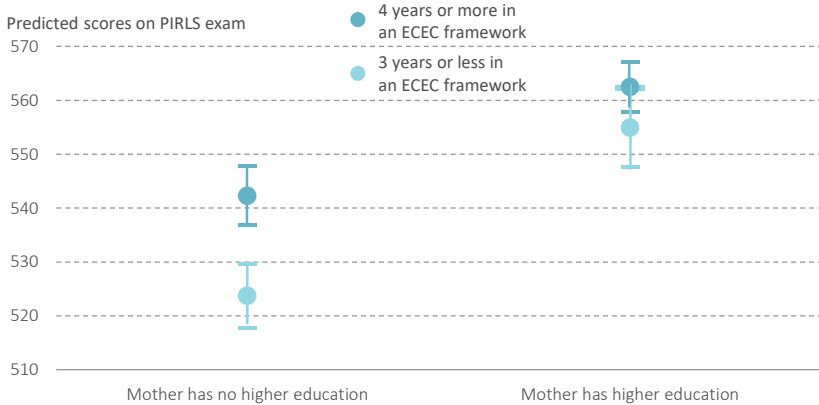 Predicted scores on PIRLS exam
4 years or more in
an ECEC framework
3 years or less in
an ECEC framework
570
560
550
540
530
520
510
Mother has no higher education
Mother has higher education